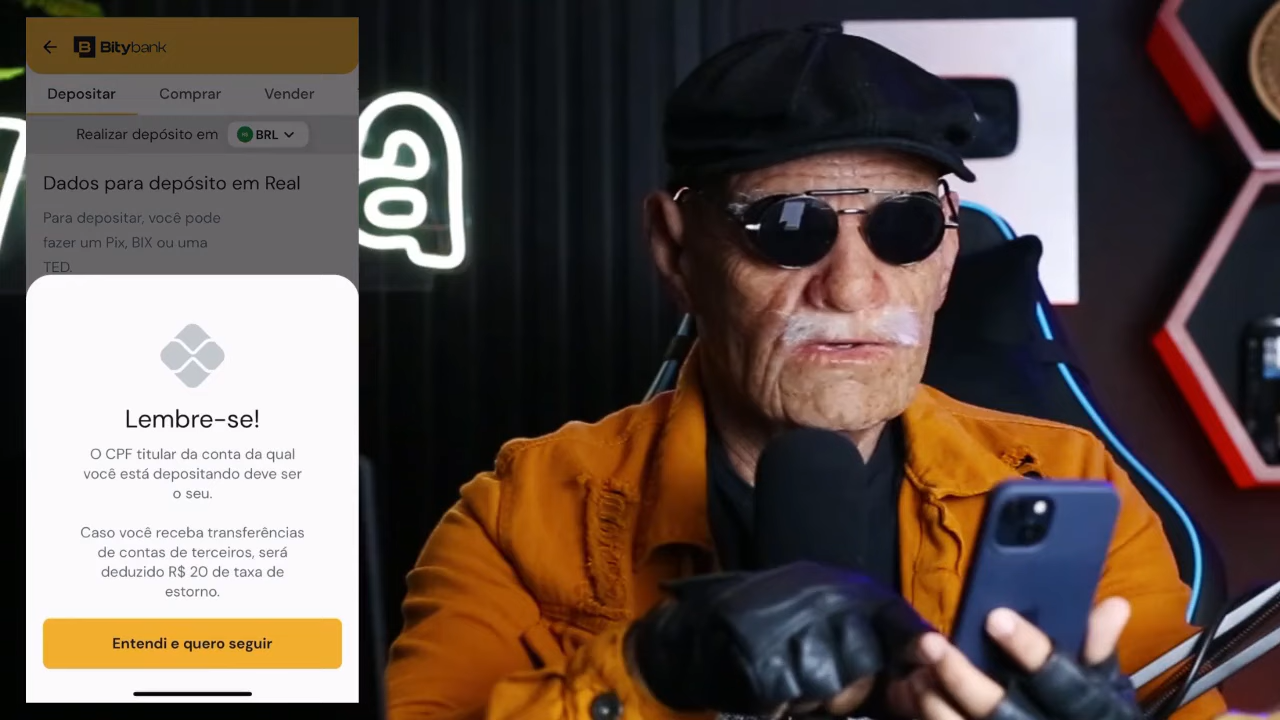 Bitybank
Depositar Comprar Vender
Realizar depósito em BRL
Dados para depósito em Real
Para depositar, você pode
fazer um Pix, BIX ou uma
TED.
Lembre-se!
O CPF titular da conta da qual
você está depositando deve ser
o seu.
Caso você receba transferências
de contas de terceiros, será
deduzido R$ 20 de taxa de
estorno.
Entendi e quero seguir
a